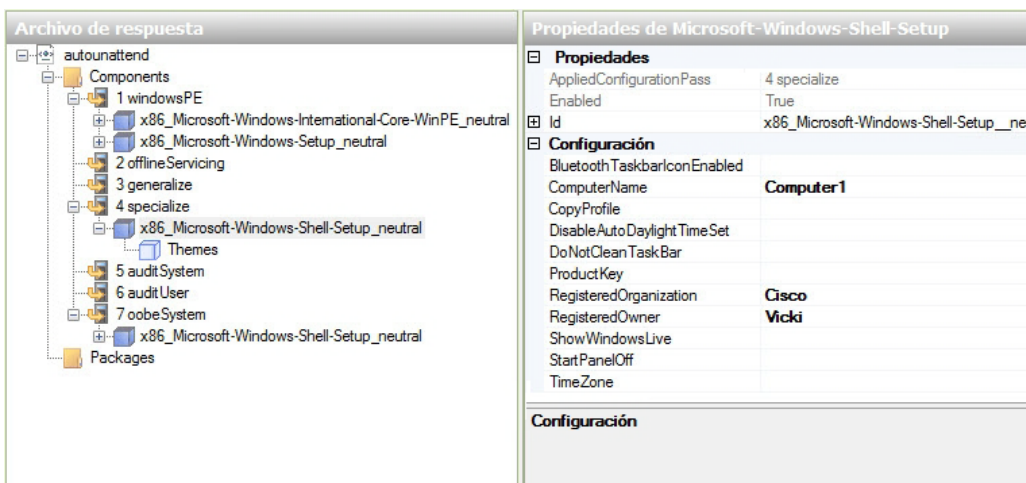 Archivo de respuesta
autounattend
Components
1 windowsPE
x86_Microsoft-Windows-International-Core-WinPE_neutral
x86_Microsoft-Windows-Setup_neutral
2 offlineServicing
3 generalize
4 specialize
x86_Microsoft-Windows-Shell-Setup_neutral
Themes
5 auditSystem
6 auditUser
7 oobeSystem
x86_Microsoft-Windows-Shell-Setup_neutral
Packages
Propiedades de Microsoft-Windows-Shell-Setup
Propiedades
AppliedConfigurationPass 4 specialize
Enabled True
Id x86_Microsoft-Windows-Shell-Setup__ne
Configuración
BluetoothTaskbarIconEnabled
ComputerName Computer1
CopyProfile
DisableAutoDaylightTimeSet
DoNotCleanTaskBar
ProductKey
RegisteredOrganization Cisco
RegisteredOwner Vicki
ShowWindowsLive
StartPanelOff
TimeZone
Configuración